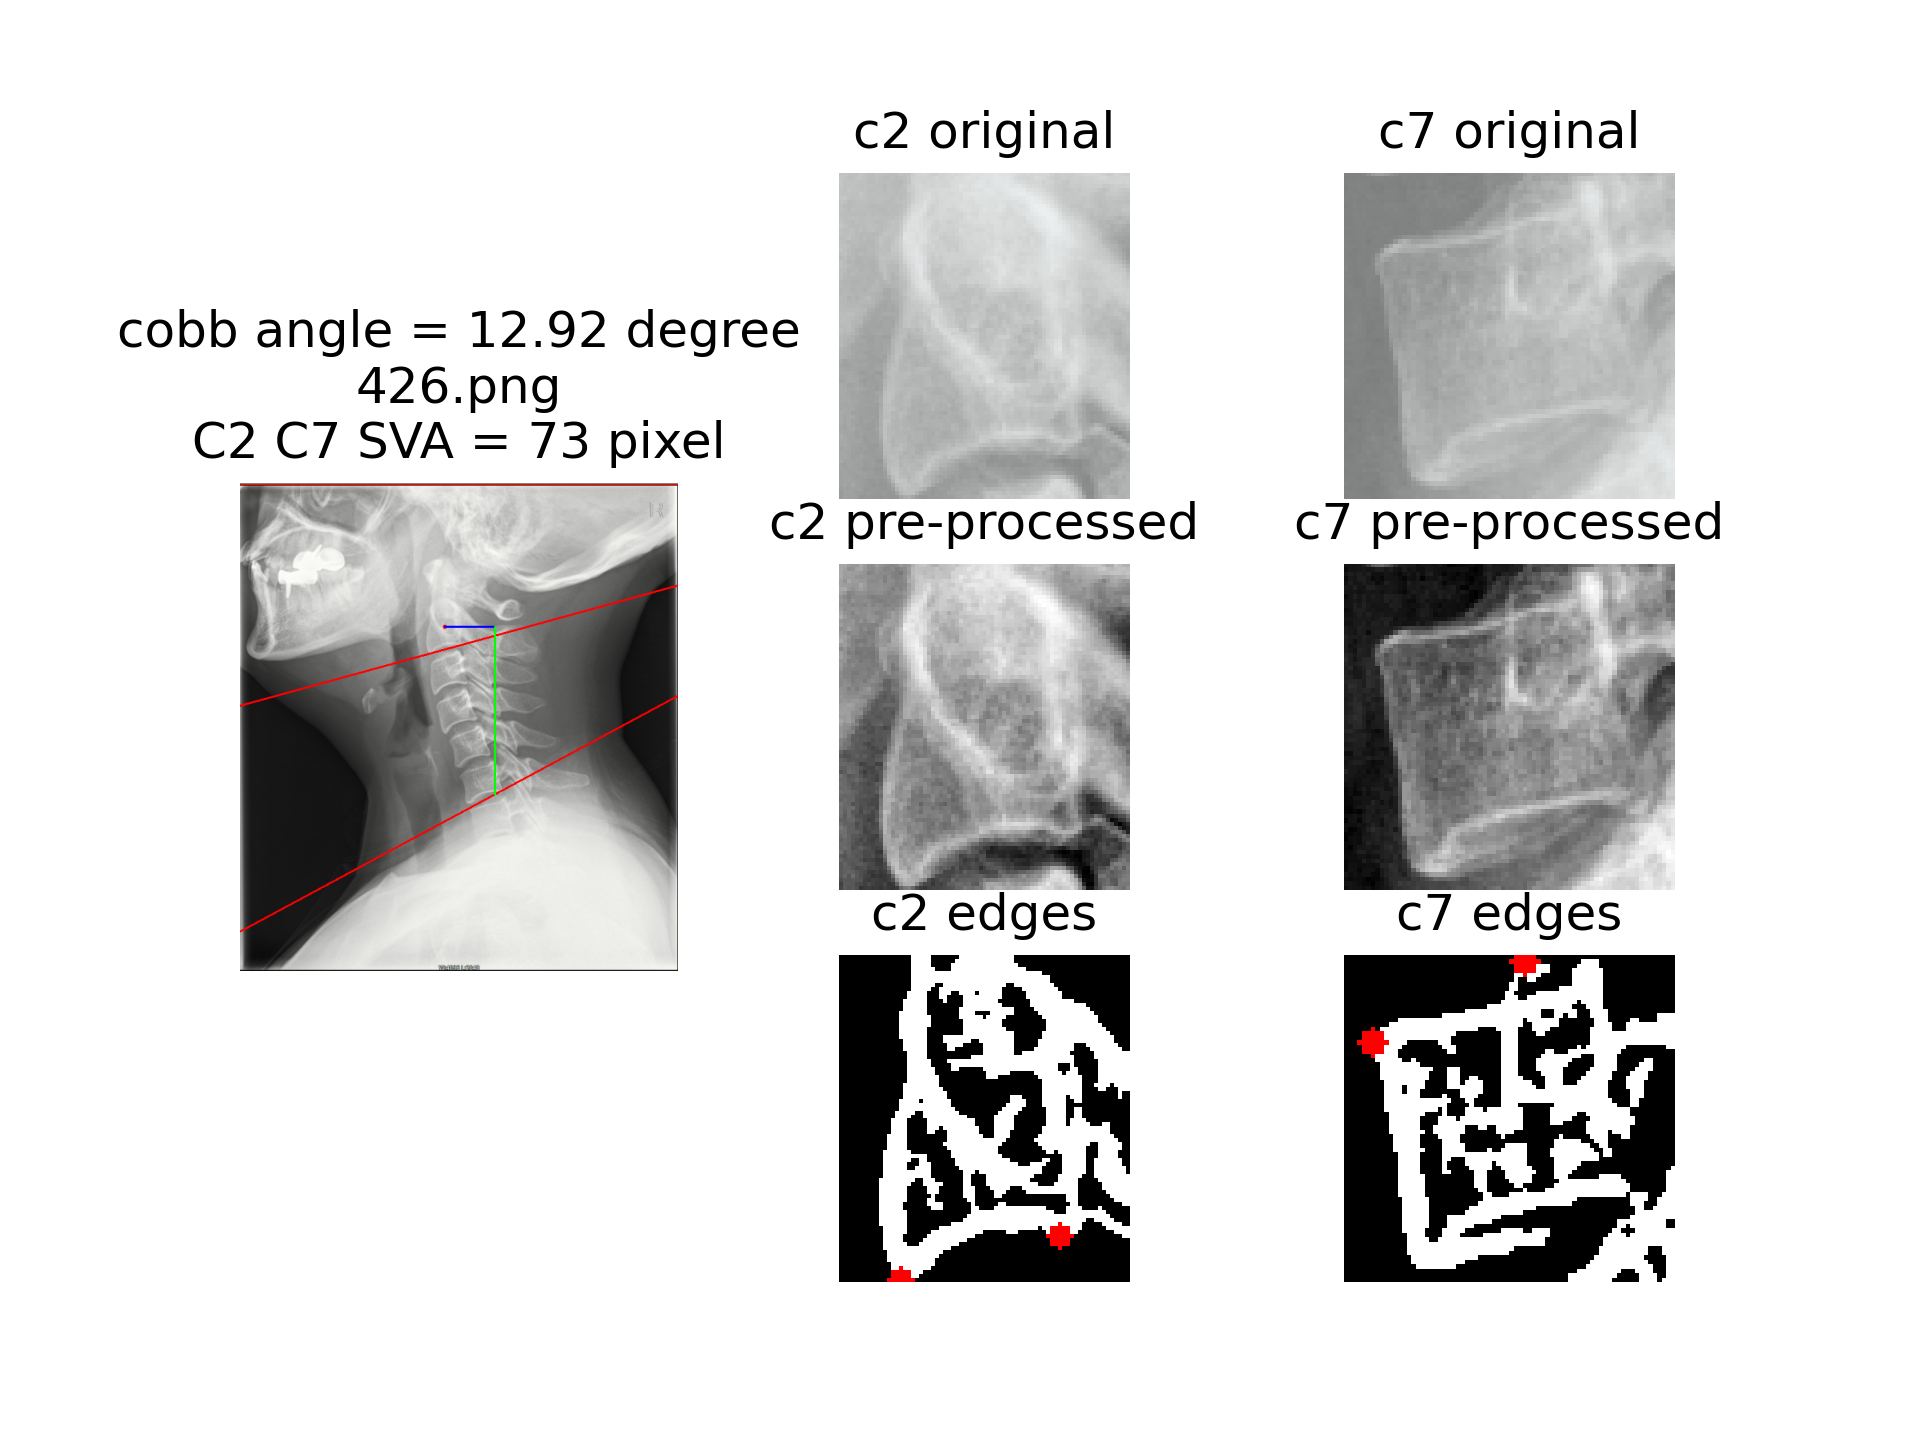 cobb angle = 12.92 degree
426.png
C2 C7 SVA = 73 pixel
R
c2 original
c7 original
c2 pre-processed
c7 pre-processed
c2 edges
c7 edges